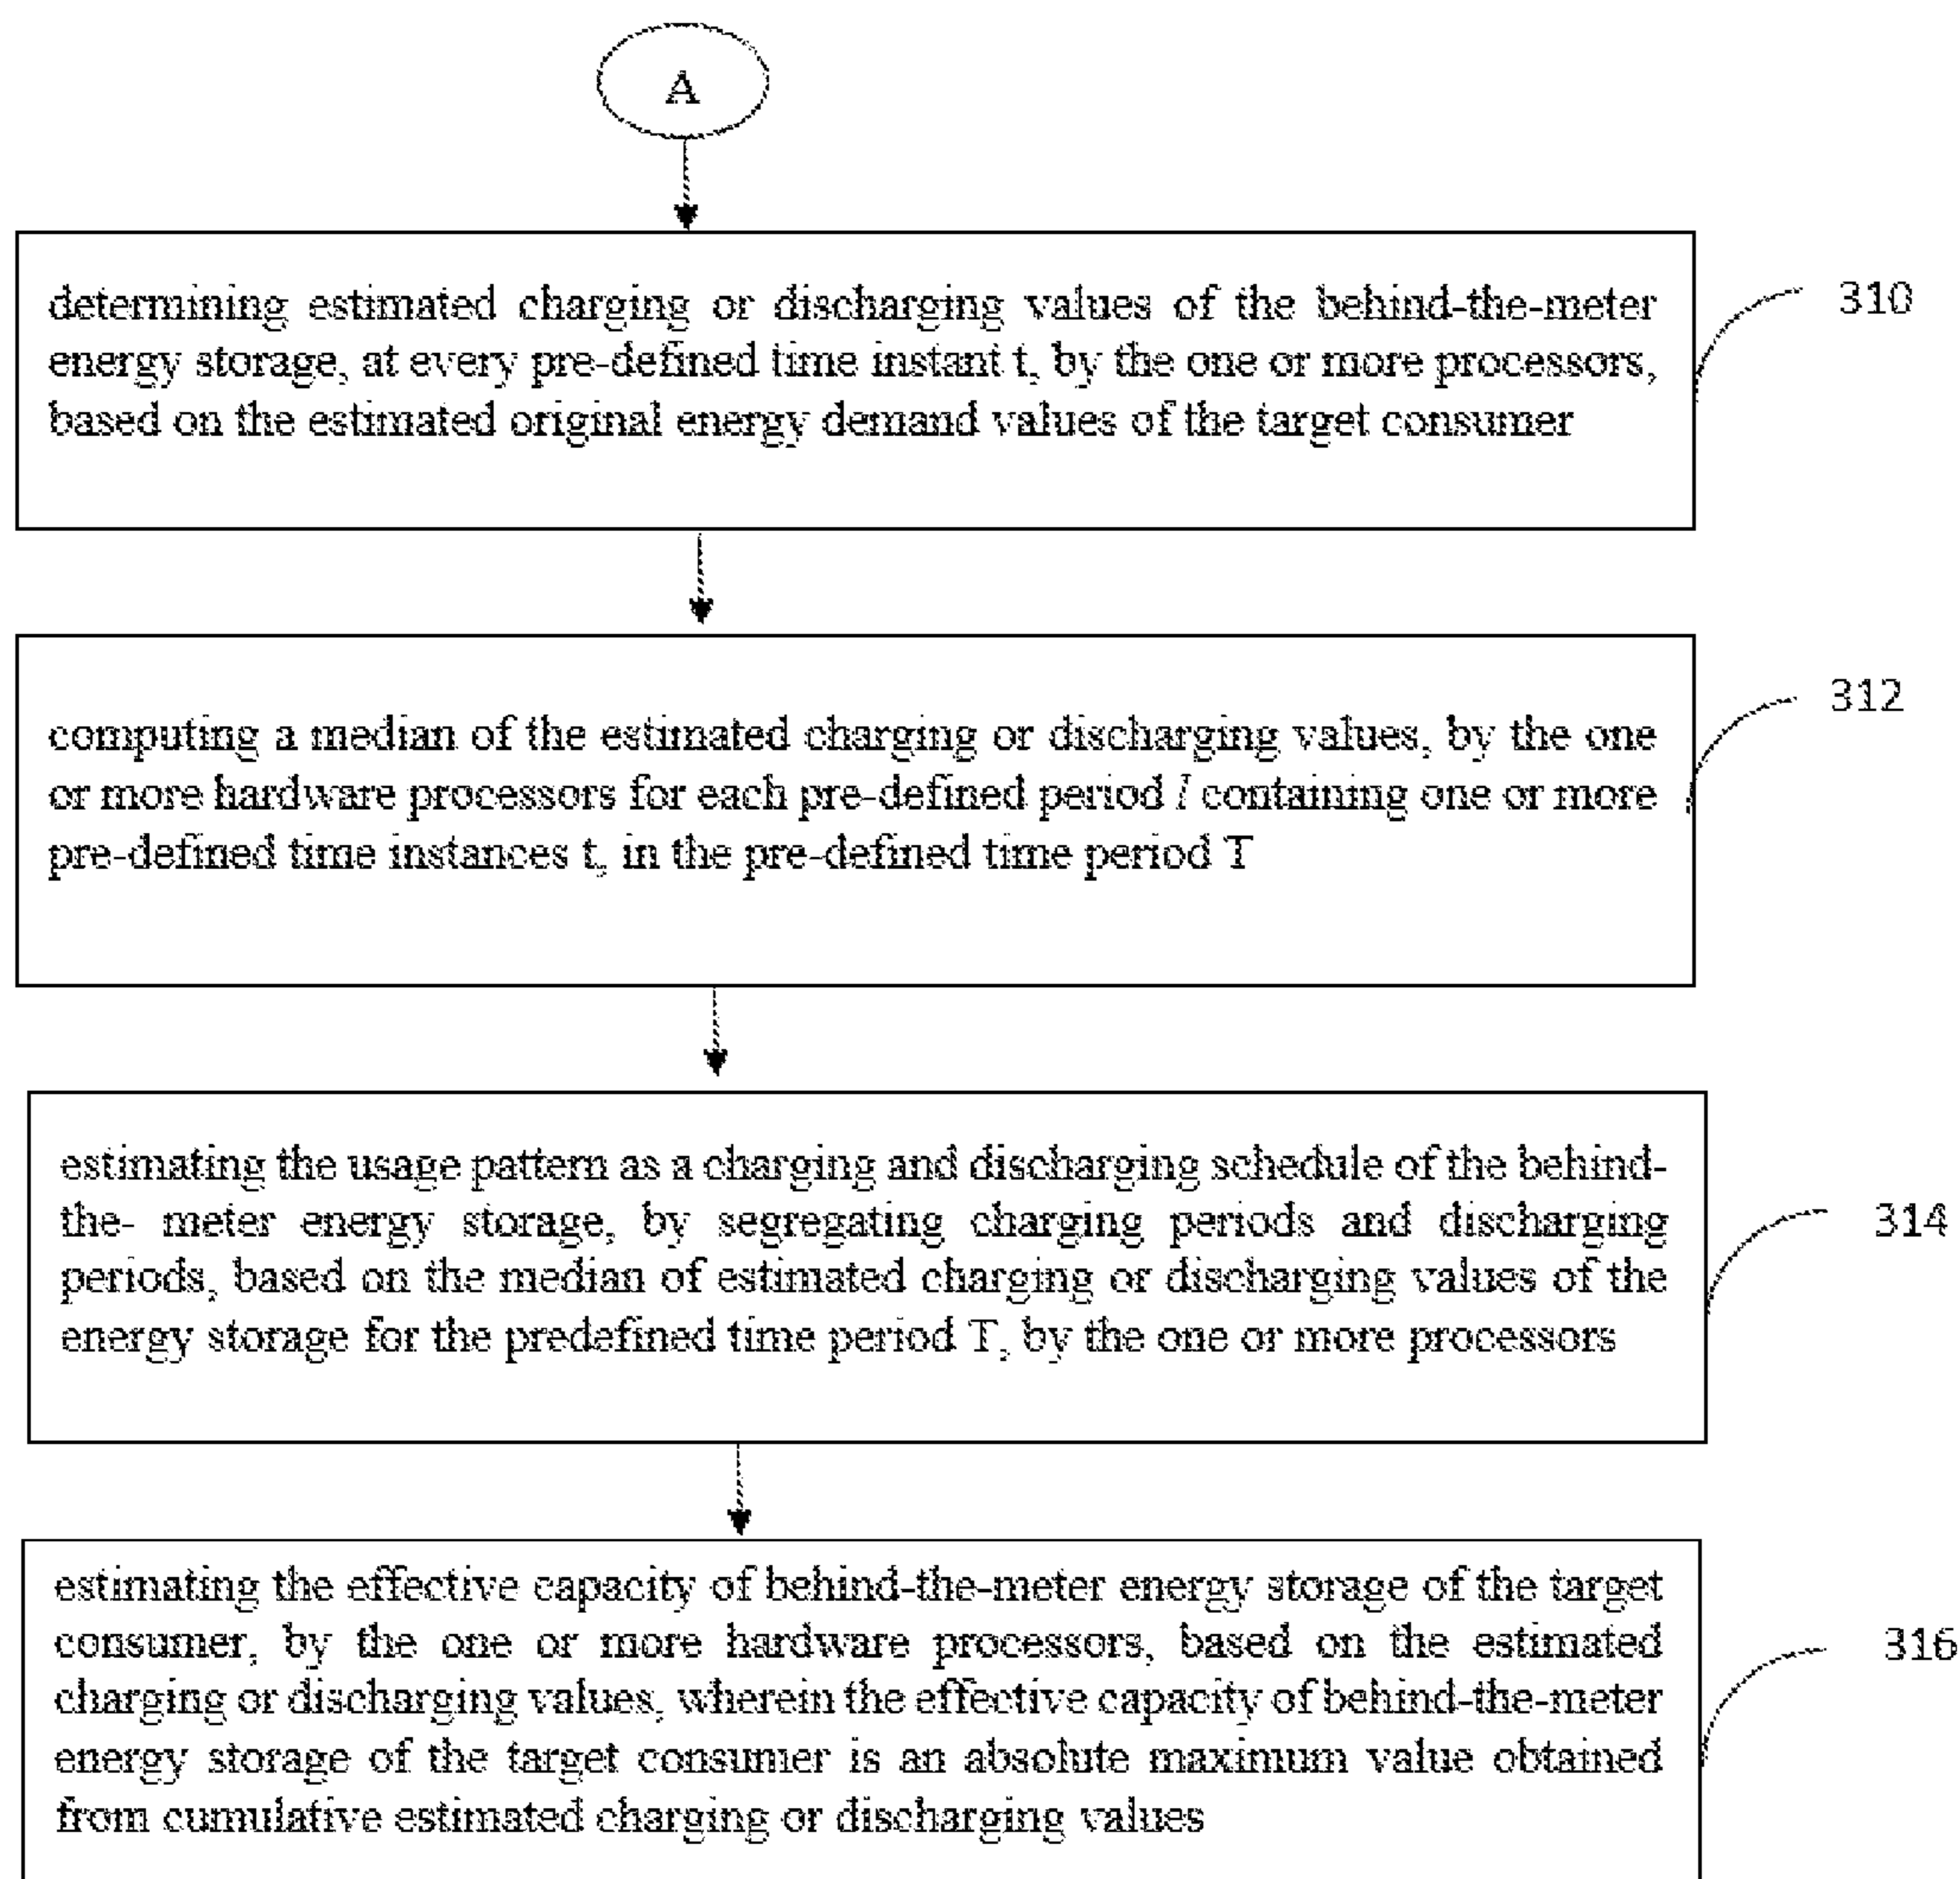 A
determining estimated charging or discharging values of the behind-the-meter
310
energy storage, at every pre-defined time instant t, by the one or more processors,
based on the estimated original energy demand values of the target consumer
312
computing a median of the estimated charging or discharging values, by the one
or more hardware processors for each pre-defined period I containing one or more
pre-defined time instances t, in the pre-defined time period T
estimating the usage pattern as a charging and discharging schedule of the behind-
the- meter energy storage, by segregating charging periods and discharging
314
periods, based on the median of estimated charging or discharging values of the
energy storage for the predefined time period T, by the one or more processors
estimating the effective capacity of behind-the-meter energy storage of the target
consumer, by the one or more hardware processors, based on the estimated
316
charging or discharging values, wherein the effective capacity of behind-the-meter
energy storage of the target consumer is an absolute maximum value obtained
from cumulative estimated charging or discharging values